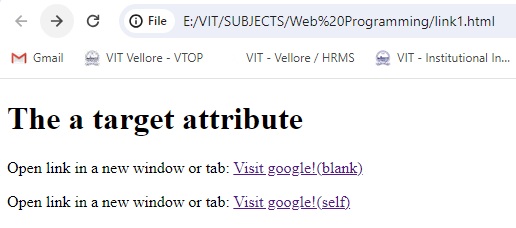 File E:/VIT/SUBJECTS/Web%20Programming/link1.html
Gmail VIT Vellore - VTOP VIT - Vellore / HRMS VIT - Institutional In...
The a target attribute
Open link in a new window or tab: Visit google!(blank)
Open link in a new window or tab: Visit google!(self)